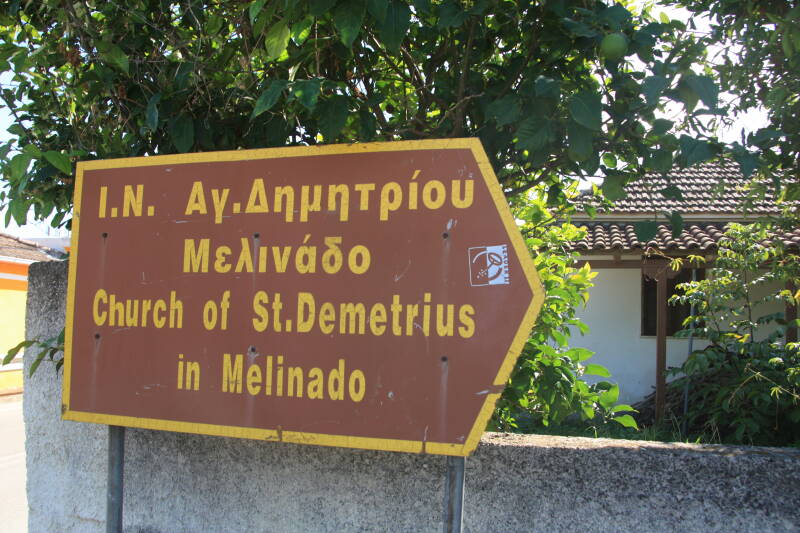 Ι.Ν. Αγ.Δημητρίου
Μελινάδο
Church of St.Demetrius
in Melinado